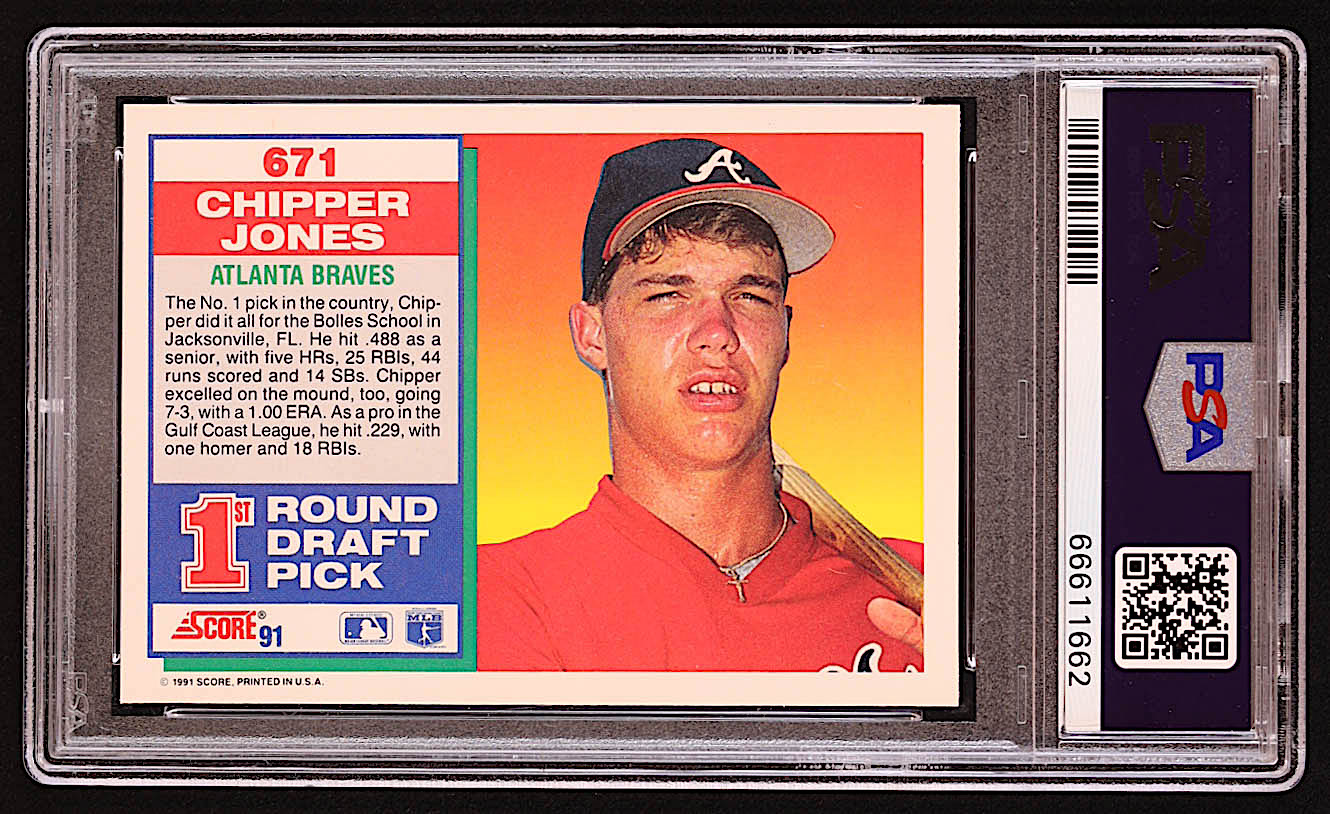 671
CHIPPER
JONES
ATLANTA BRAVES
The No. 1 pick in the country, Chip-
per did it all for the Bolles School in
Jacksonville, FL. He hit .488 as a
senior, with five HRs, 25 RBIs, 44
runs scored and 14 SBs. Chipper
excelled on the mound, too, going
7-3, with a 1.00 ERA. As a pro in the
Gulf Coast League, he hit .229, with
one homer and 18 RBIs.
1ST ROUND
DRAFT
PICK
SCORE® 91
MLB
© 1991 SCORE, PRINTED IN U.S.A.
A
PSA
PSA
66611662
PSA